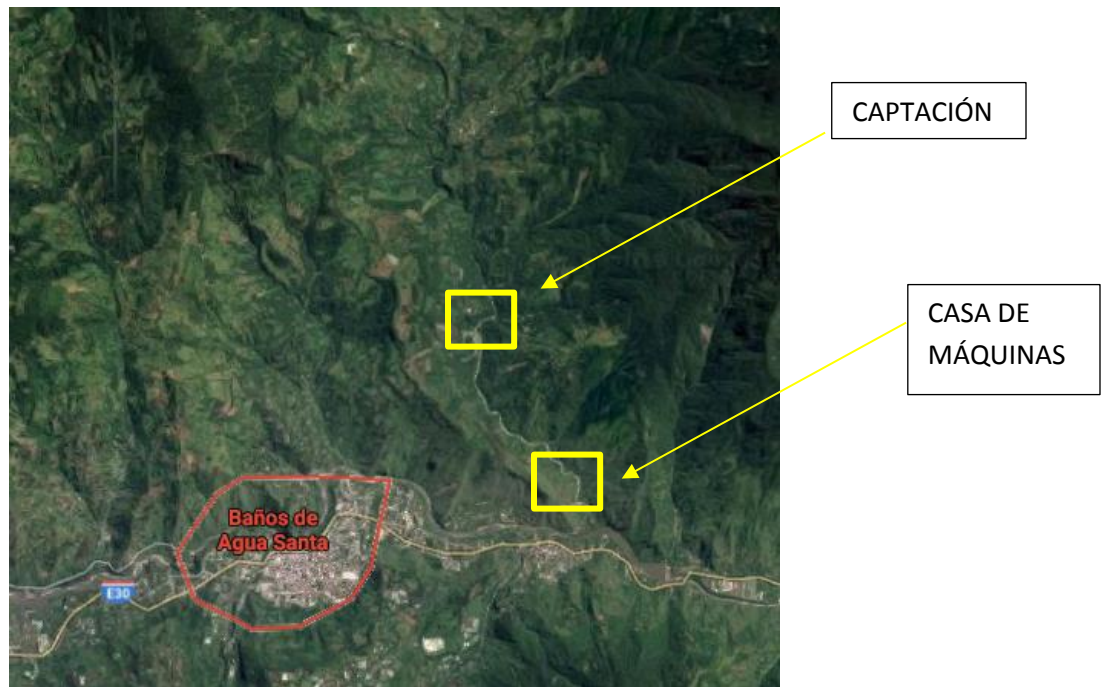 CAPTACIÓN
CASA DE
MÁQUINAS
Baños de
Agua Santa
E30